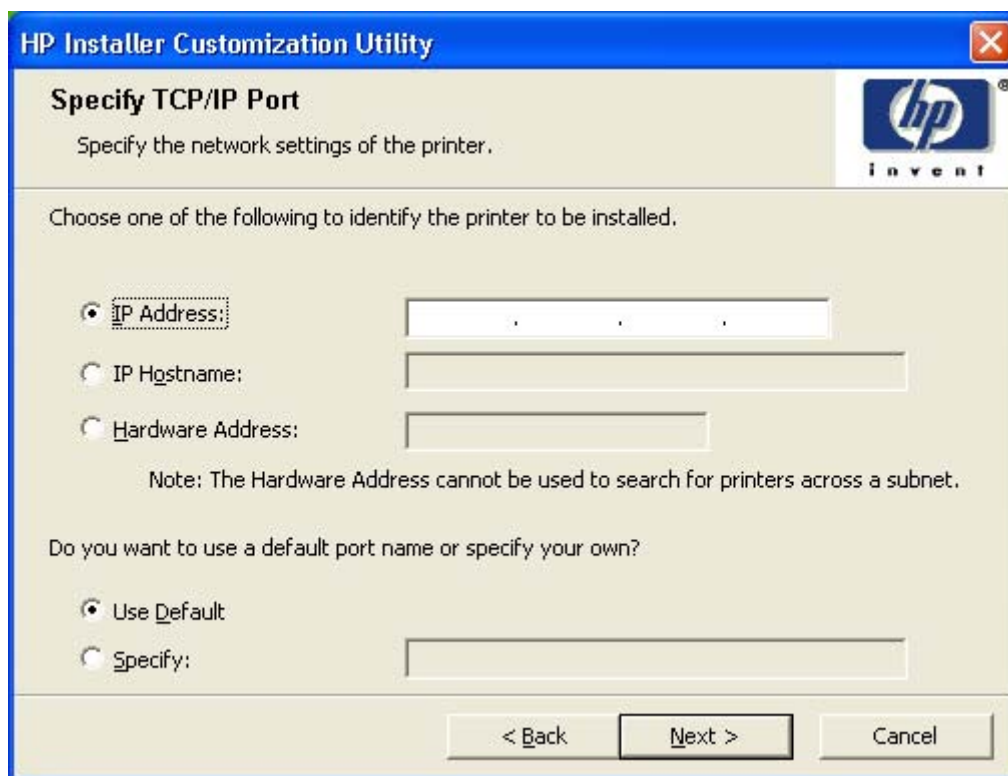 HP Installer Customization Utility
Specify TCP/IP Port
Specify the network settings of the printer.
hp
®
invent
Choose one of the following to identify the printer to be installed.
IP Address: . . .
IP Hostname:
Hardware Address:
Note: The Hardware Address cannot be used to search for printers across a subnet.
Do you want to use a default port name or specify your own?
Use Default
Specify:
< Back Next > Cancel